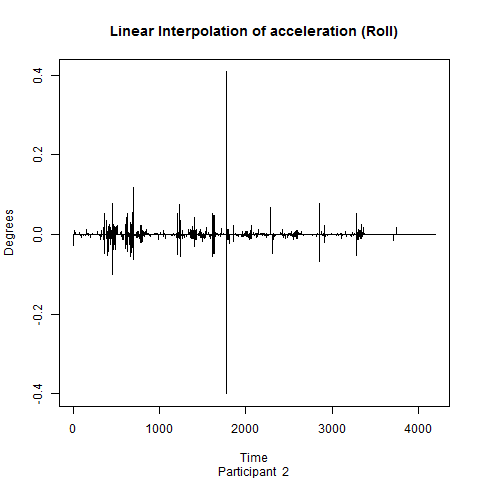 Linear Interpolation of acceleration (Roll)
0.4
0.2
0.0
-0.2
-0.4
Degrees
0 1000 2000 3000 4000
Time
Participant 2